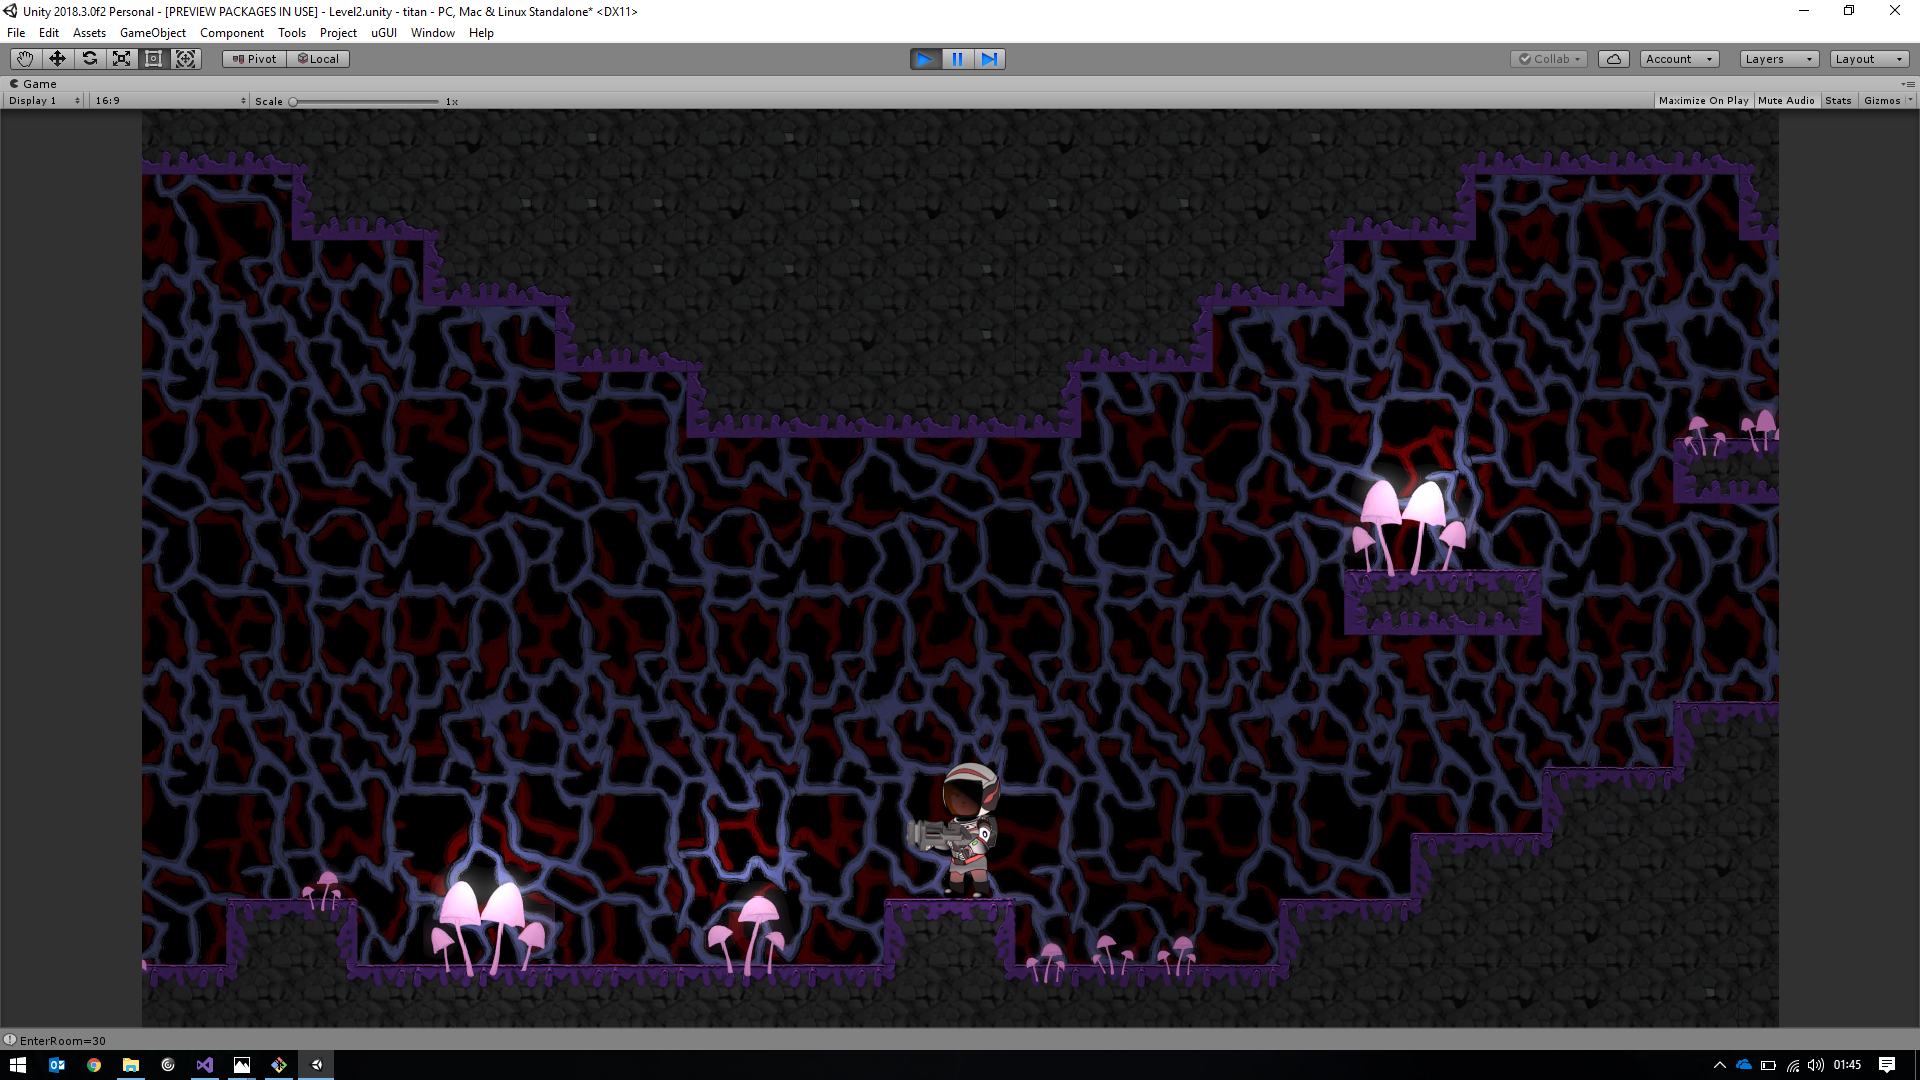 Unity 2018.3.0f2 Personal - [PREVIEW PACKAGES IN USE] - Level2.unity - titan - PC, Mac & Linux Standalone* <DX11>
File Edit Assets GameObject Component Tools Project uGUI Window Help
Pivot Local Collab Account Layers Layout
Game
Display 1 16:9 Scale 1x Maximize On Play Mute Audio Stats Gizmos
EnterRoom=30
01:45